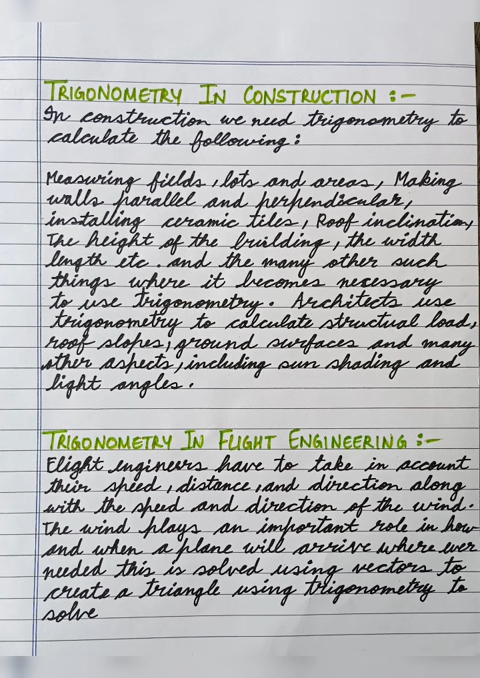 TRIGONOMETRY IN CONSTRUCTION :-
In construction we need trigonometry to
calculate the following:
Measuring fields, lots and areas, Making
walls parallel and perpendicular,
installing ceramic tiles, Roof inclination,
The height of the building, the width
length etc. and the many other such
things where it becomes necessary
to use trigonometry. Architects use
trigonometry to calculate structual load,
roof slopes, ground surfaces and many
other aspects, including sun shading and
light angles.
TRIGONOMETRY IN FLIGHT ENGINEERING :-
Flight engineers have to take in account
their speed, distance, and direction along
with the speed and direction of the wind.
The wind plays an important role in how
and when a plane will arrive where ever
needed this is solved using vectors to
create a triangle using trigonometry to
solve